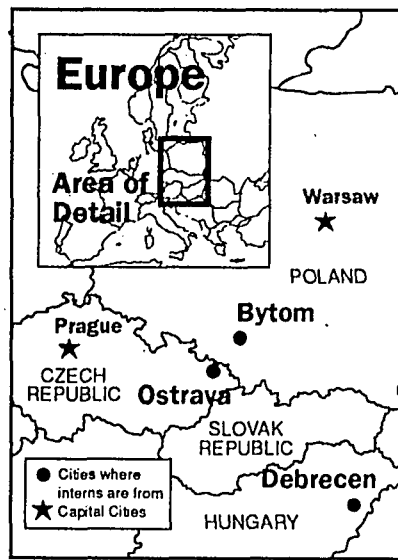 Europe
Area of
Detail
Warsaw
POLAND
Bytom
Prague
CZECH
REPUBLIC
Ostrava
SLOVAK
REPUBLIC
Debrecen
HUNGARY
Cities where
interns are from
Capital Cities